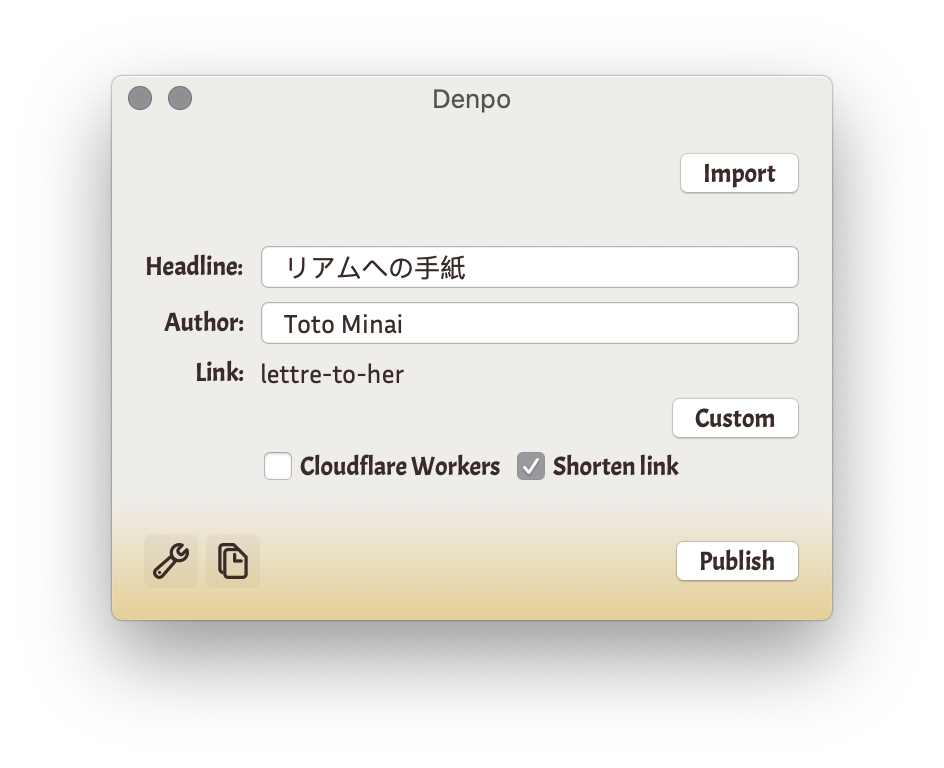 Denpo
Import
Headline: リアムへの手紙
Author: Toto Minai
Link: lettre-to-her
Custom
Cloudflare Workers Shorten link
Publish